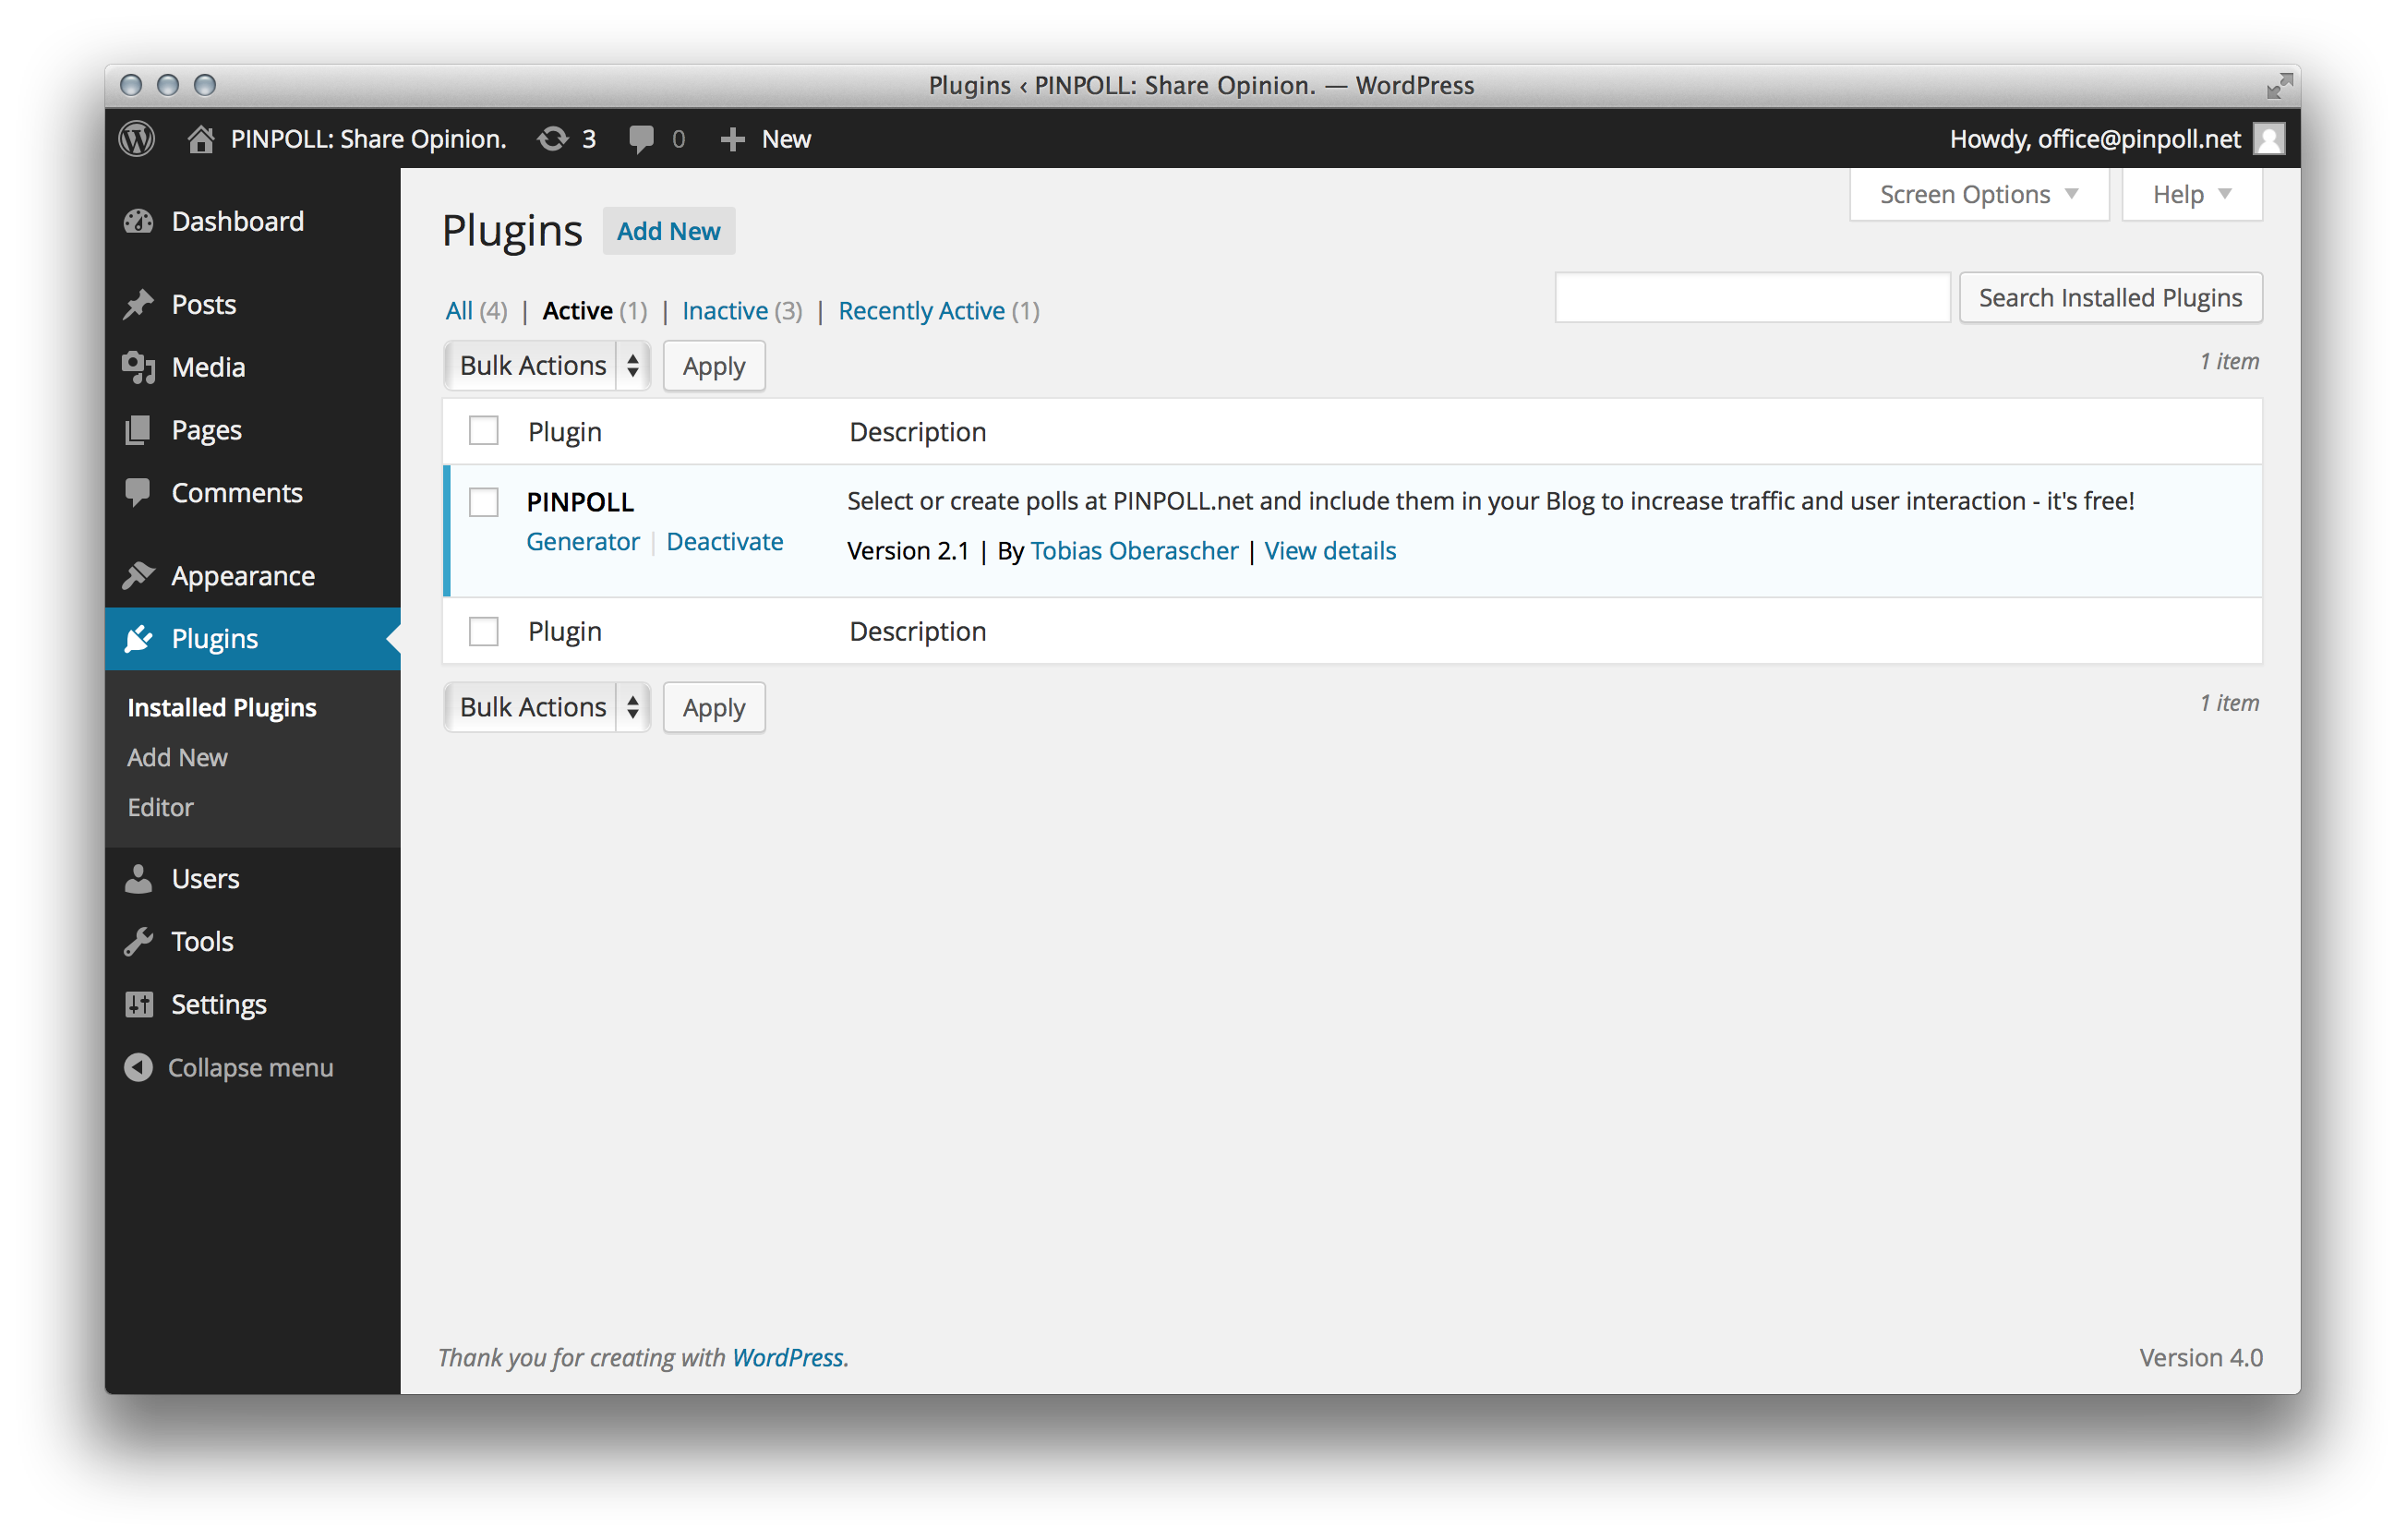 Plugins ‹ PINPOLL: Share Opinion. — WordPress
PINPOLL: Share Opinion. 3 0 New Howdy, office@pinpoll.net
Dashboard
Posts
Media
Pages
Comments
Appearance
Plugins
Installed Plugins
Add New
Editor
Users
Tools
Settings
Collapse menu
Screen Options Help
Plugins Add New
All (4) | Active (1) | Inactive (3) | Recently Active (1)
Search Installed Plugins
Bulk Actions Apply
1 item
Plugin Description
PINPOLL
Generator | Deactivate
Select or create polls at PINPOLL.net and include them in your Blog to increase traffic and user interaction - it's free!
Version 2.1 | By Tobias Oberascher | View details
Plugin Description
Bulk Actions Apply
1 item
Thank you for creating with WordPress.
Version 4.0